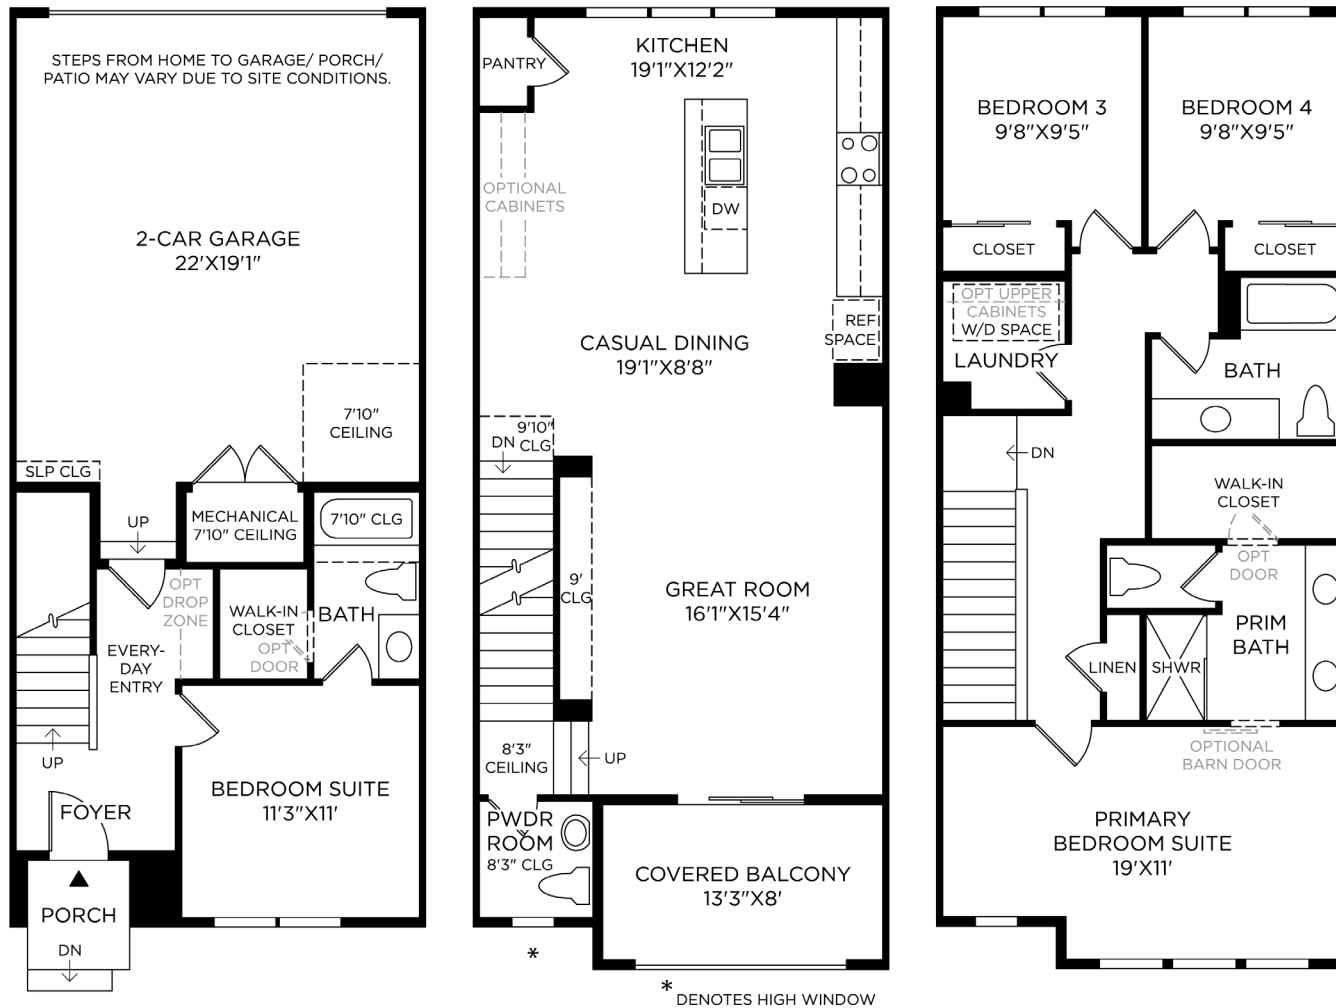 STEPS FROM HOME TO GARAGE/ PORCH/
PATIO MAY VARY DUE TO SITE CONDITIONS.
2-CAR GARAGE
22'X19'1"
7'10"
CEILING
SLP CLG
UP
MECHANICAL
7'10" CEILING
7'10" CLG
OPT
DROP
ZONE
WALK-IN
CLOSET
OPT
DOOR
BATH
EVERY-
DAY
ENTRY
UP
BEDROOM SUITE
11'3"X11'
FOYER
PORCH
DN
PANTRY
KITCHEN
19'1"X12'2"
OPTIONAL
CABINETS
DW
REF
SPACE
CASUAL DINING
19'1"X8'8"
9'10"
CLG
DN
9'
CLG
GREAT ROOM
16'1"X15'4"
8'3"
CEILING
UP
PWDR
ROOM
8'3" CLG
COVERED BALCONY
13'3"X8'
*
* DENOTES HIGH WINDOW
BEDROOM 3
9'8"X9'5"
BEDROOM 4
9'8"X9'5"
CLOSET
CLOSET
OPT UPPER
CABINETS
W/D SPACE
LAUNDRY
BATH
DN
WALK-IN
CLOSET
OPT
DOOR
PRIM
BATH
LINEN
SHWR
OPTIONAL
BARN DOOR
PRIMARY
BEDROOM SUITE
19'X11'